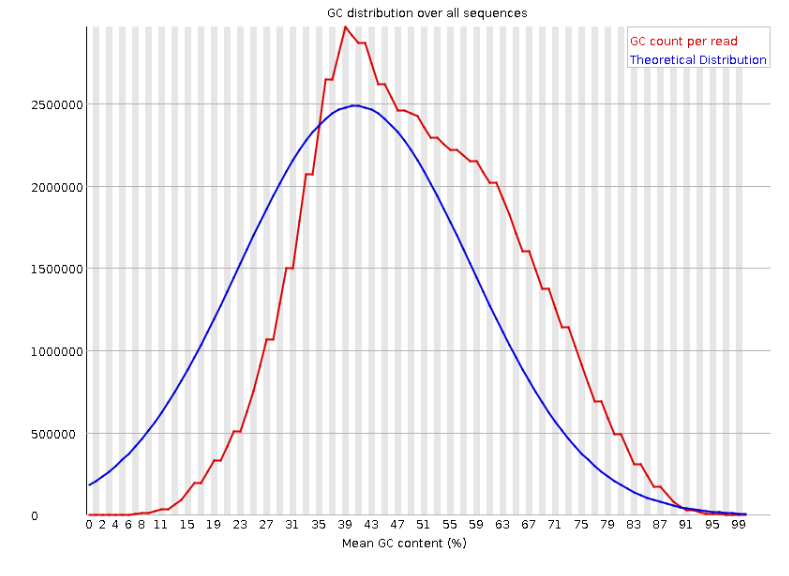 GC distribution over all sequences
GC count per read
Theoretical Distribution
2500000
2000000
1500000
1000000
500000
0
0 2 4 6 8 11 15 19 23 27 31 35 39 43 47 51 55 59 63 67 71 75 79 83 87 91 95 99
Mean GC content (%)